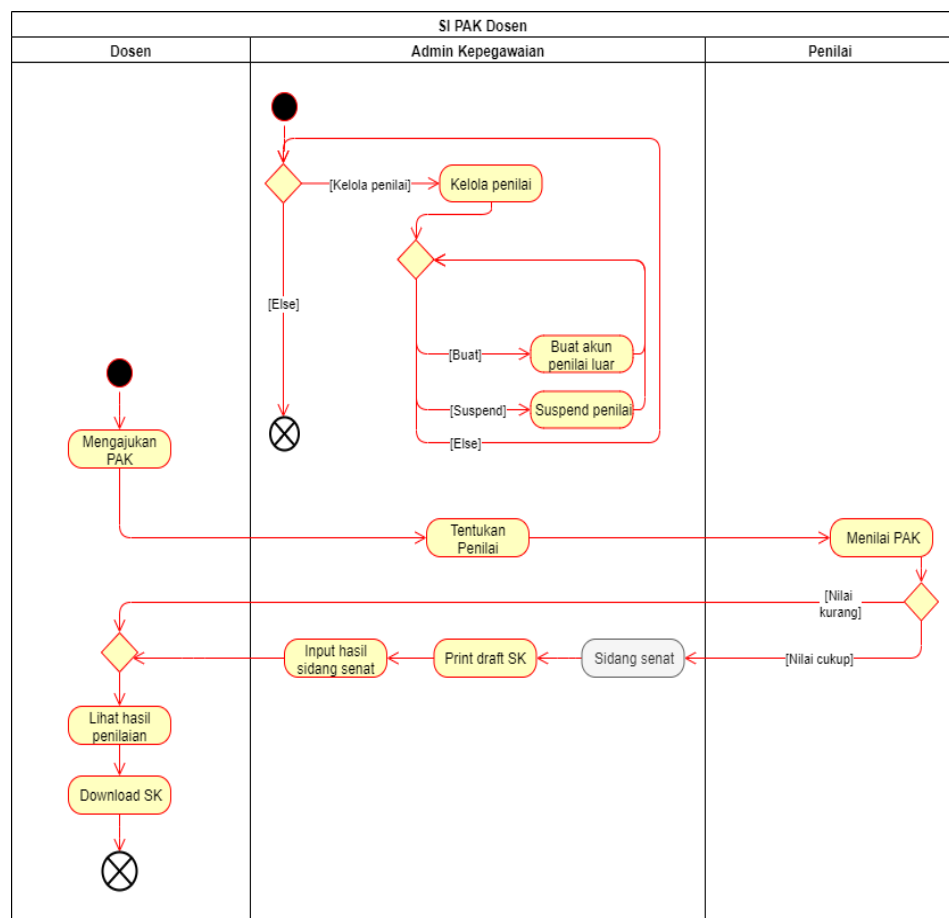 SI PAK Dosen
Dosen
Admin Kepegawaian
Penilai
[Kelola penilai]
Kelola penilai
[Else]
[Buat]
Buat akun
penilai luar
[Suspend]
Suspend penilai
[Else]
Mengajukan
PAK
Tentukan
Penilai
Menilai PAK
[Nilai
kurang]
Input hasil
sidang senat
Print draft SK
Sidang senat
[Nilai cukup]
Lihat hasil
penilaian
Download SK